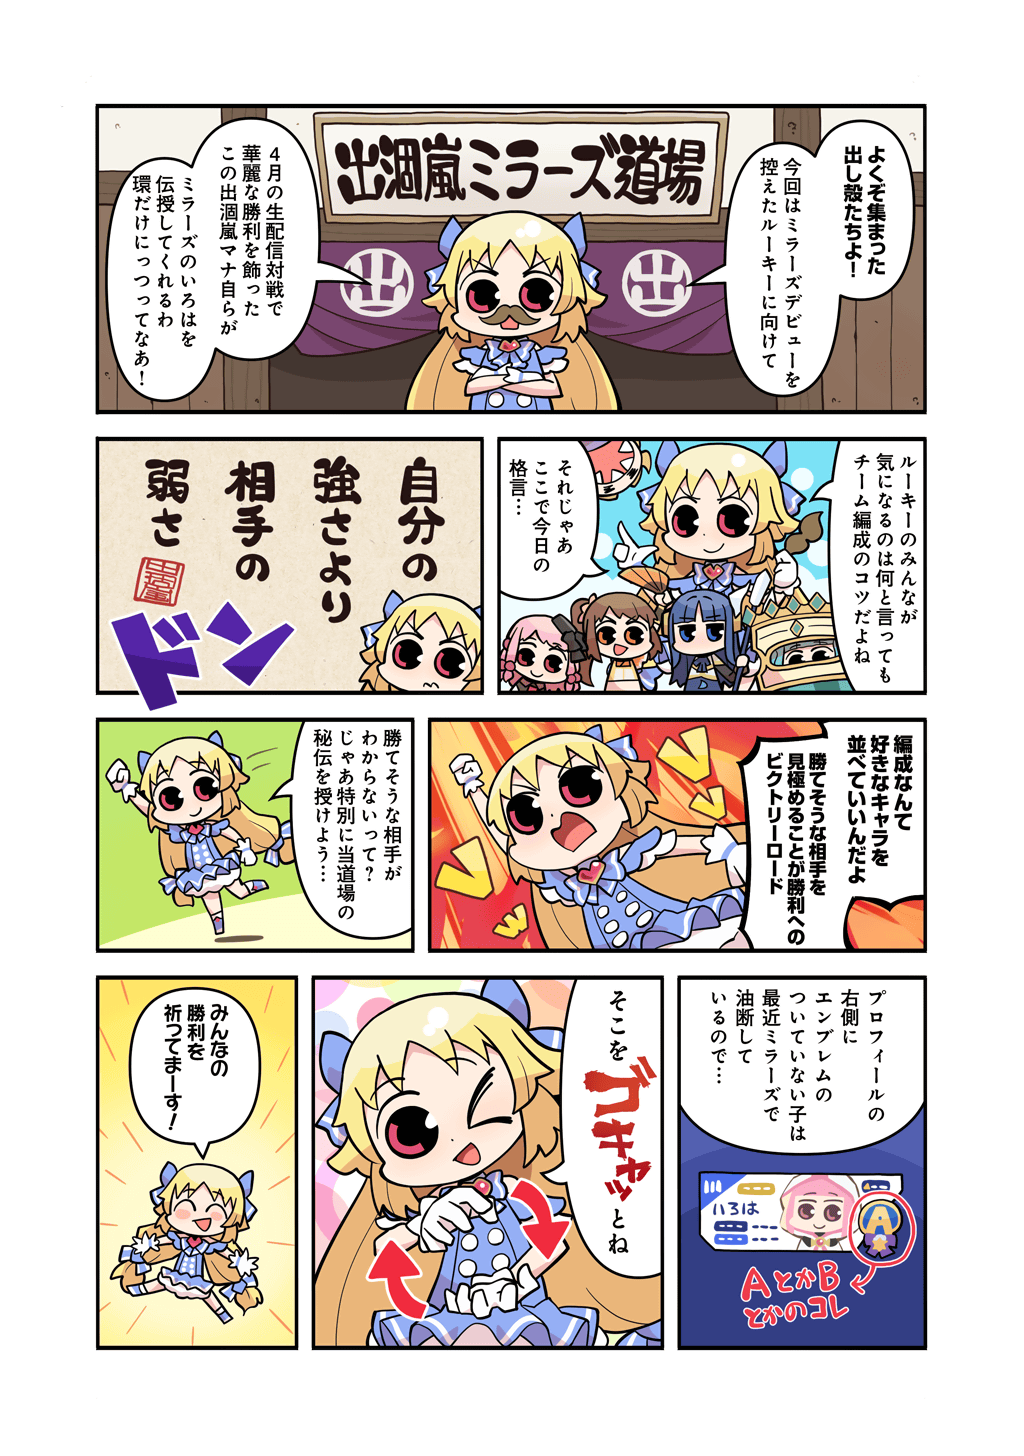 出涸嵐ミラーズ道場
出
出
よくぞ集まった
出し殻たちよ！
今回はミラーズデビューを
控えたルーキーに向けて
4月の生配信対戦で
華麗な勝利を飾った
この出涸嵐マナ自らが
ミラーズのいろはを
伝授してくれるわ
環だけにっつってなあ！
ルーキーのみんなが
気になるのは何と言っても
チーム編成のコツだよね
それじゃあ
ここで今日の
格言…
自分の
強さより
相手の
弱さ
ドン
編成なんて
好きなキャラを
並べていいんだよ
勝てそうな相手を
見極めることが勝利への
ビクトリーロード
勝てそうな相手が
わからないって？
じゃあ特別に当道場の
秘伝を授けよう…
プロフィールの
右側に
エンブレムの
ついていない子は
最近ミラーズで
油断して
いるので…
いろは
A
AとかB
とかのコレ
そこを
ゴキャッ
とね
みんなの
勝利を
祈ってまーす！